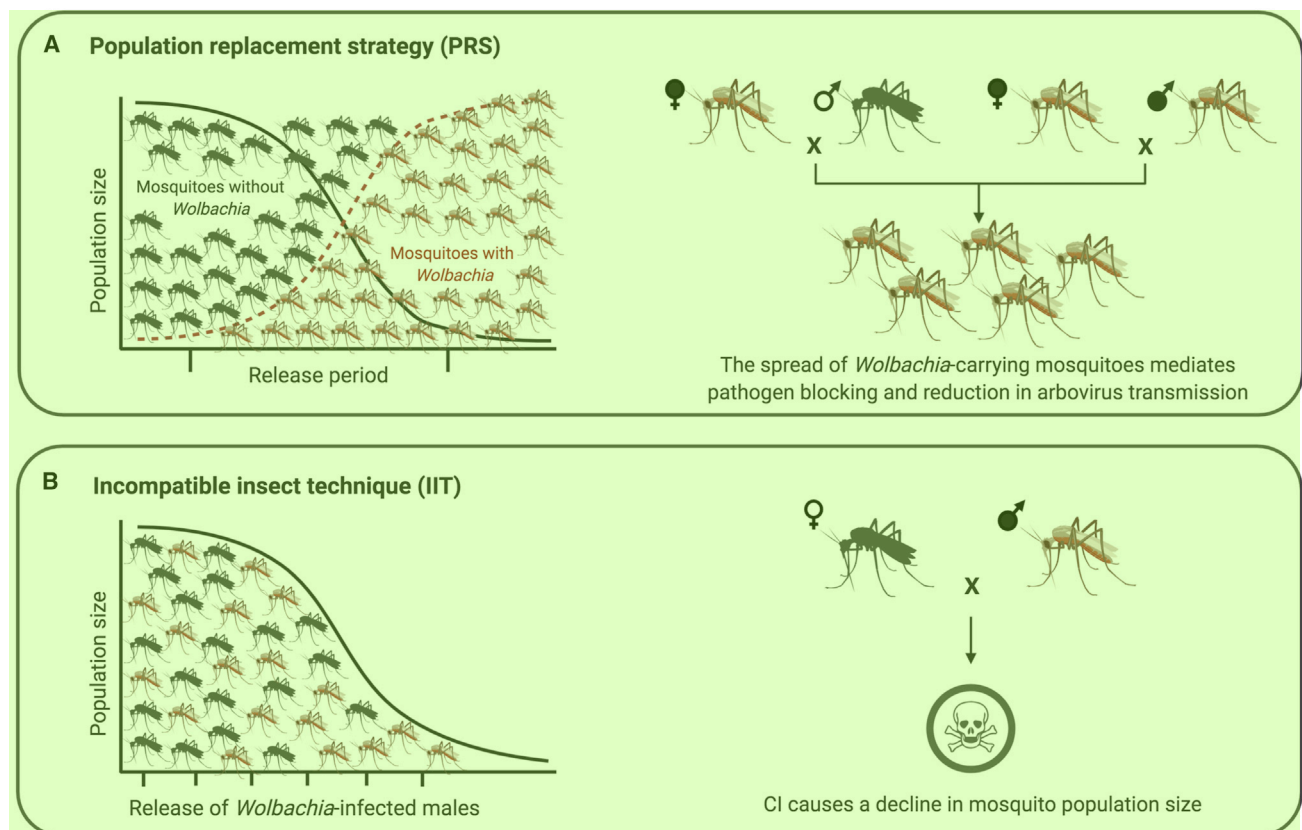 A Population replacement strategy (PRS)
Population size
Mosquitoes without
Wolbachia
Mosquitoes with
Wolbachia
Release period
X
X
The spread of Wolbachia-carrying mosquitoes mediates
pathogen blocking and reduction in arbovirus transmission
B Incompatible insect technique (IIT)
Population size
Release of Wolbachia-infected males
X
CI causes a decline in mosquito population size